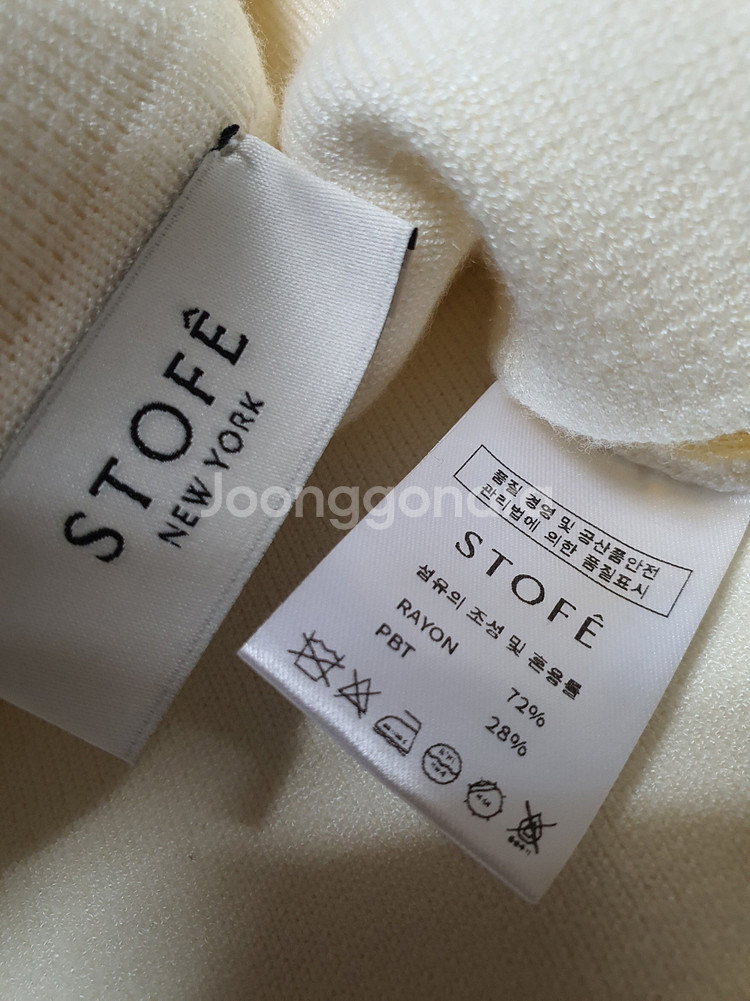 STOFÊ
NEW YORK
Joonggonara
품질 경영 및 공산품안전
관리법에 의한 품질표시
STOFÊ
섬유의 조성 및 혼용률
RAYON 72%
PBT 28%